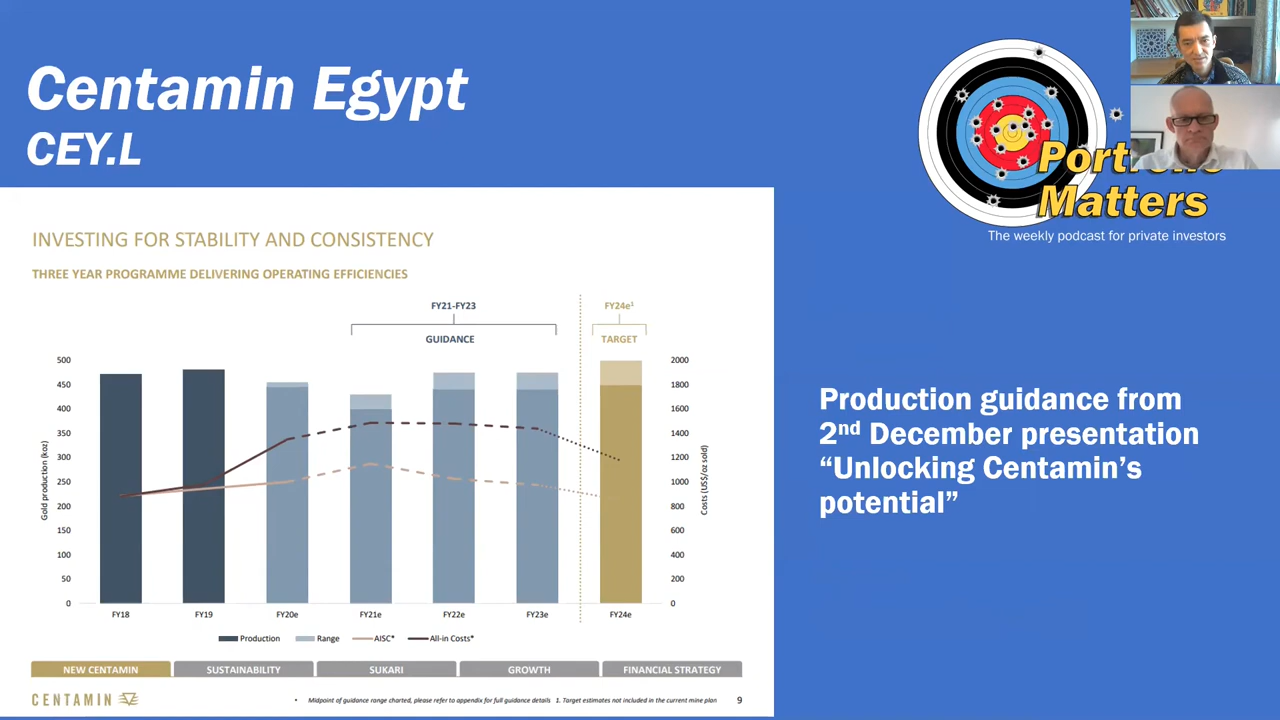 Centamin Egypt
CEY.L
Matters
The weekly podcast for private investors
INVESTING FOR STABILITY AND CONSISTENCY
THREE YEAR PROGRAMME DELIVERING OPERATING EFFICIENCIES
FY21-FY23
FY24e1
GUIDANCE
TARGET
500
450
400
350
300
250
200
150
100
50
0
Gold production (koz)
2000
1800
1600
1400
1200
1000
800
600
400
200
0
Costs (US$/oz sold)
FY18
FY19
FY20e
FY21e
FY22e
FY23e
FY24e
Production
Range
AISC*
All-in Costs*
NEW CENTAMIN
SUSTAINABILITY
SUKARI
GROWTH
FINANCIAL STRATEGY
CENTAMIN
• Midpoint of guidance range charted, please refer to appendix for full guidance details 1. Target estimates not included in the current mine plan
9
Production guidance from
2nd December presentation
“Unlocking Centamin’s
potential”